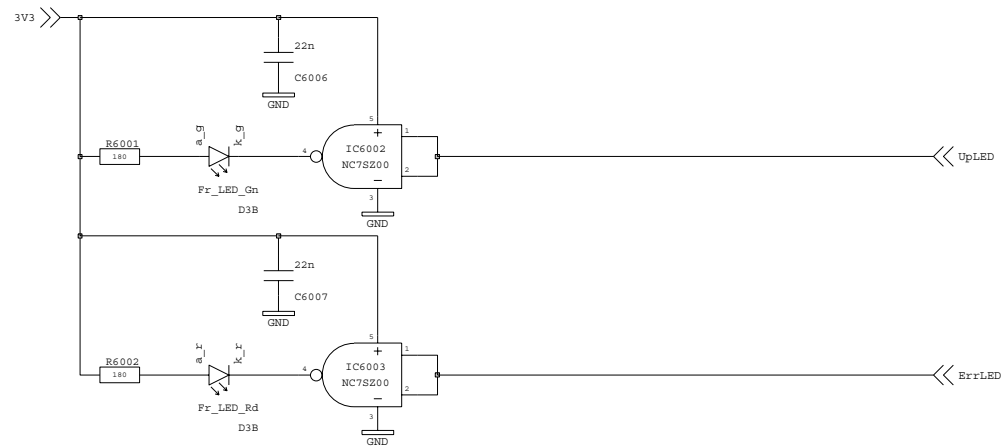 3V3
22n
C6006
GND
5
R6001
180
a_g
k_g
4
+
IC6002
NC7SZ00
−
1
2
UpLED
Fr_LED_Gn
D3B
3
GND
22n
C6007
GND
5
R6002
180
a_r
k_r
4
+
IC6003
NC7SZ00
−
1
2
ErrLED
Fr_LED_Rd
D3B
3
GND